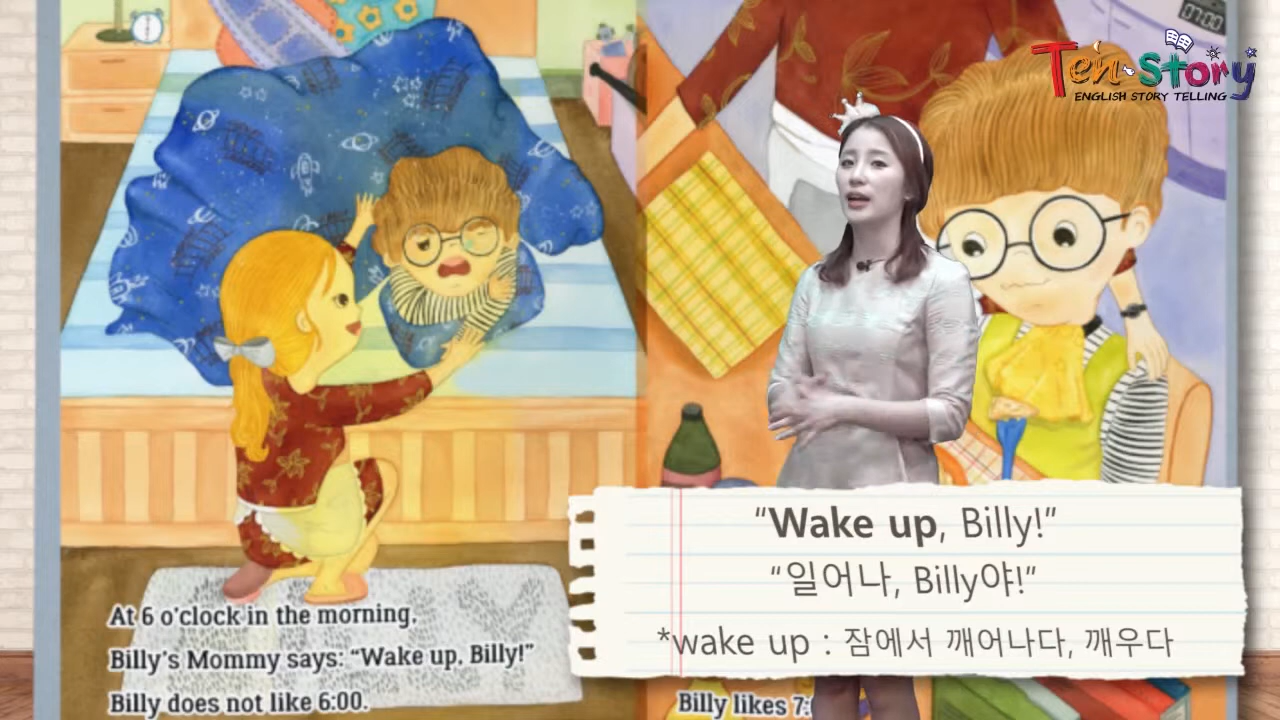 07:00
Ten Story
ENGLISH STORY TELLING
At 6 o'clock in the morning.
Billy's Mommy says: “Wake up, Billy!”
Billy does not like 6:00.
“Wake up, Billy!”
“일어나, Billy야!”
*wake up : 잠에서 깨어나다, 깨우다
Billy likes 7: